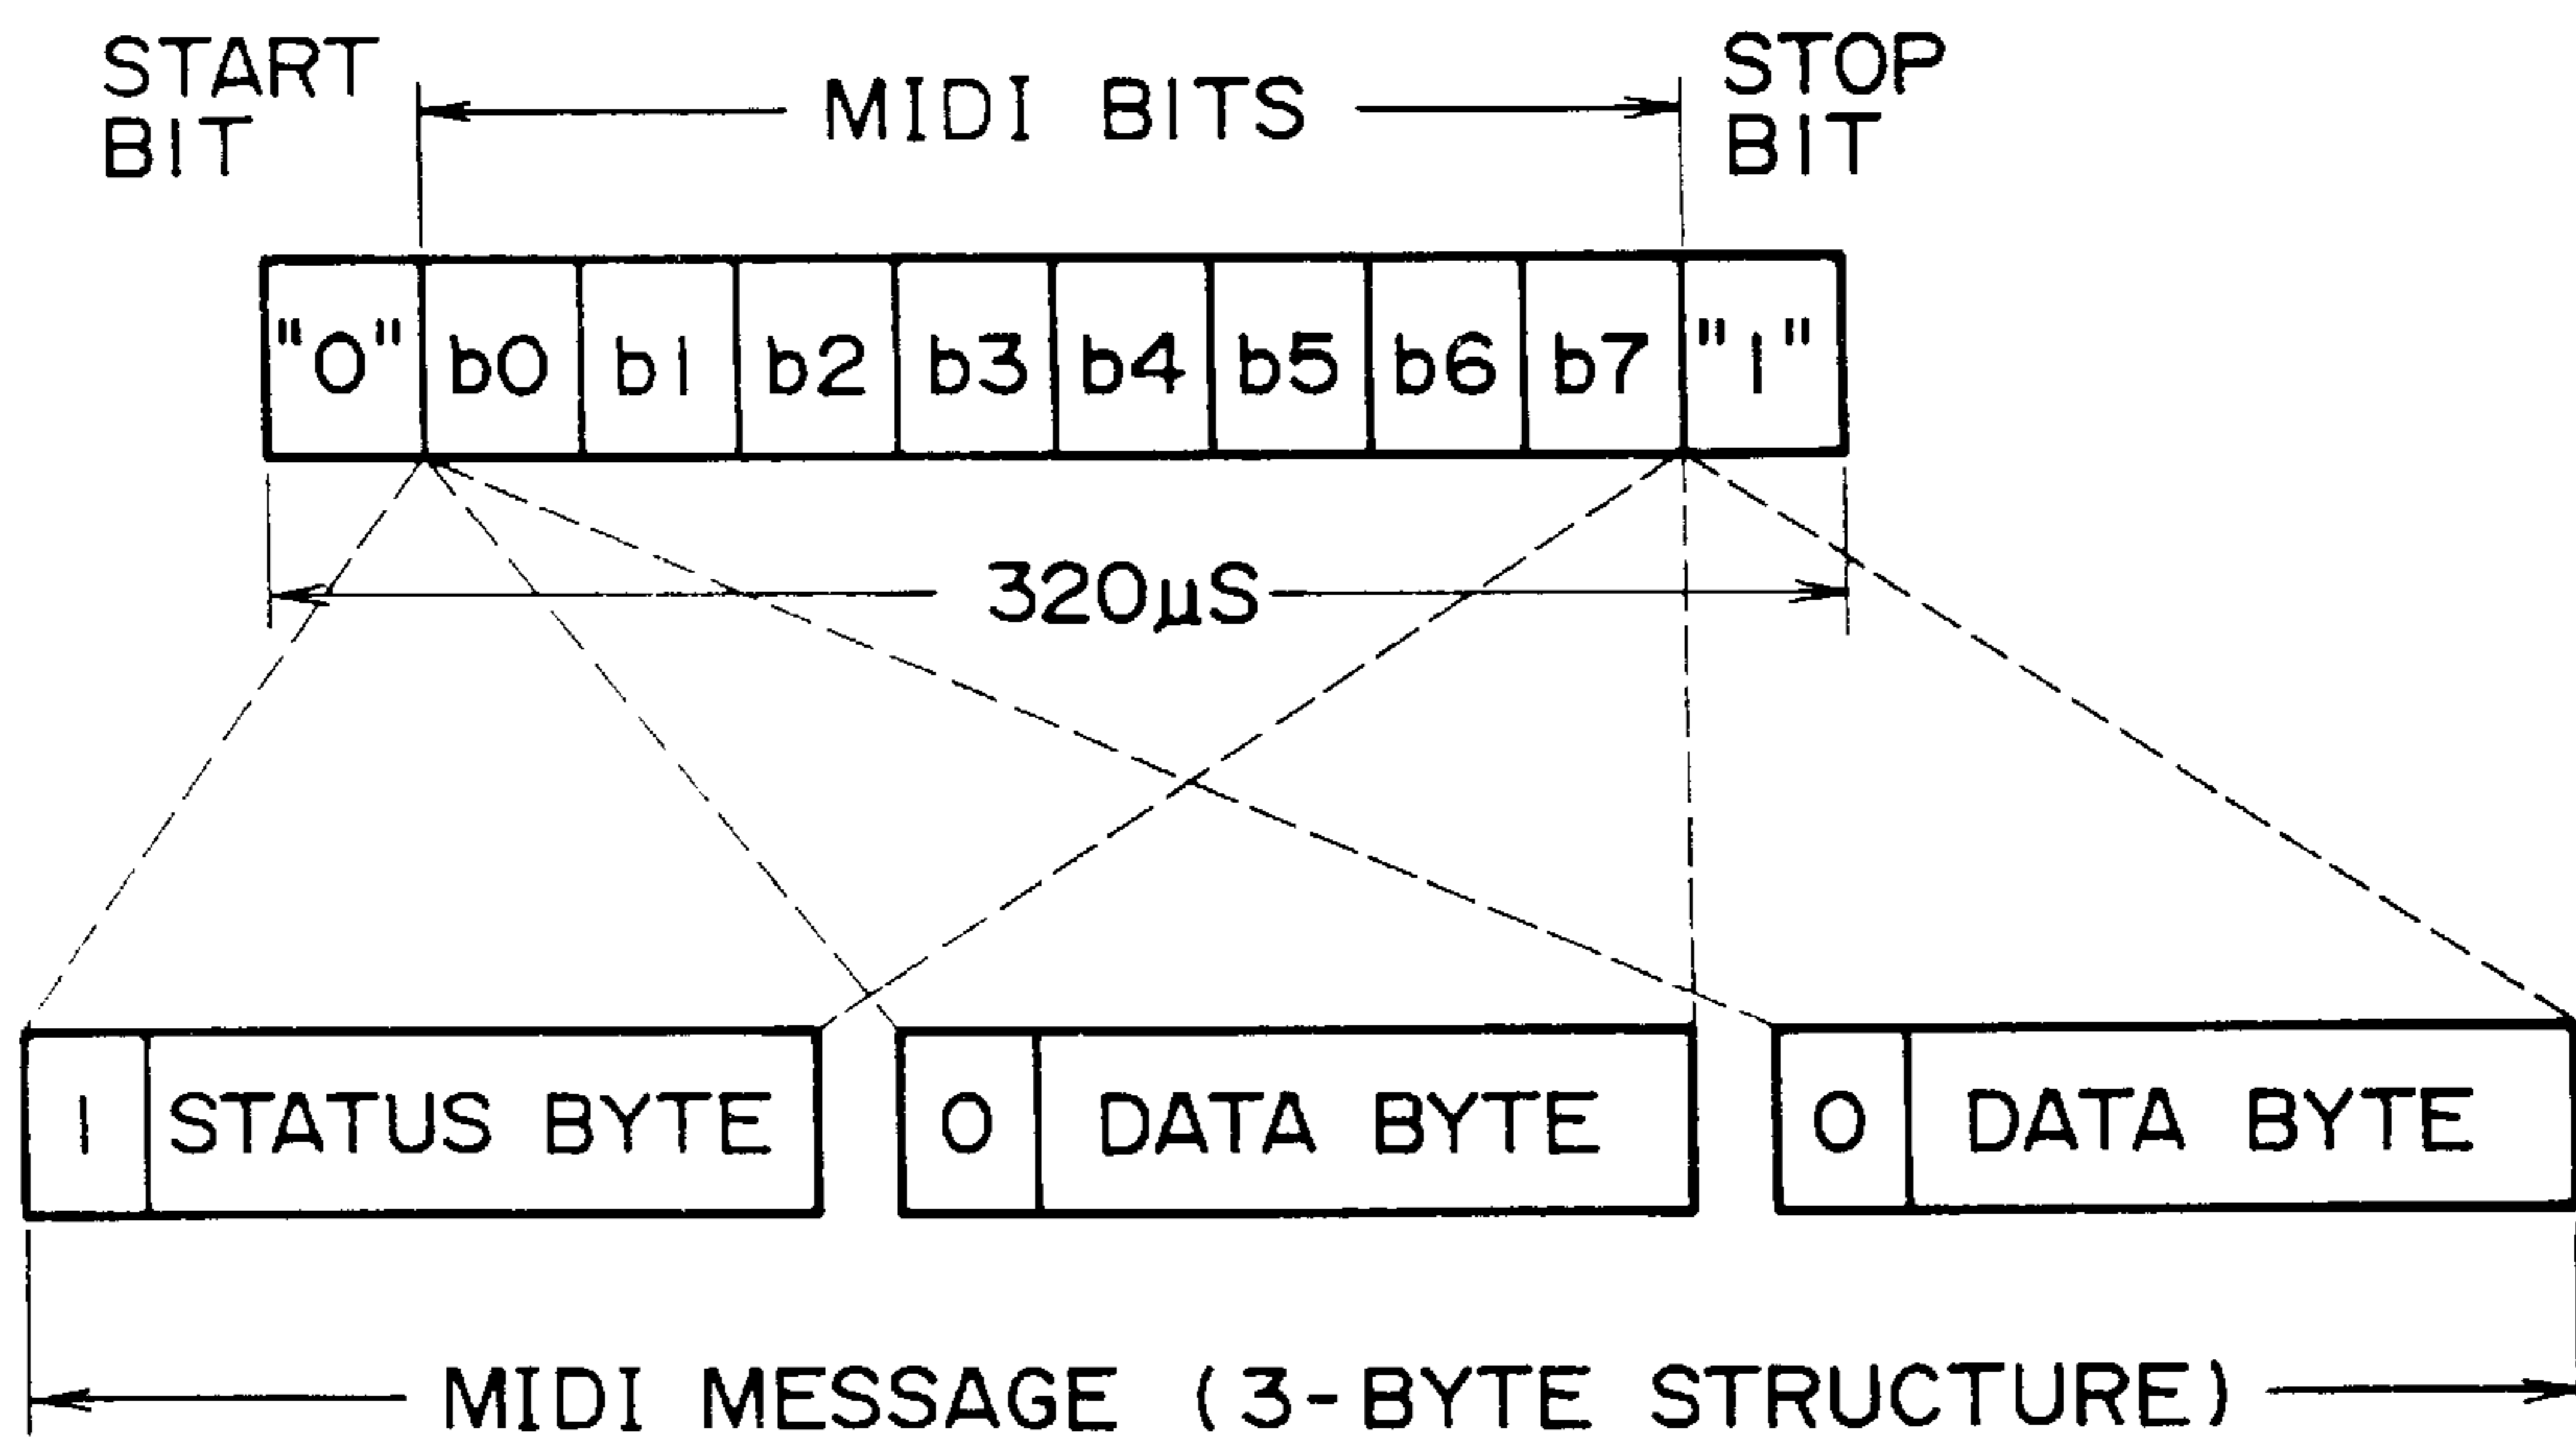 START
BIT
MIDI BITS
STOP
BIT
"0" b0 b1 b2 b3 b4 b5 b6 b7 "1"
320μS
1 STATUS BYTE 0 DATA BYTE 0 DATA BYTE
MIDI MESSAGE (3-BYTE STRUCTURE)